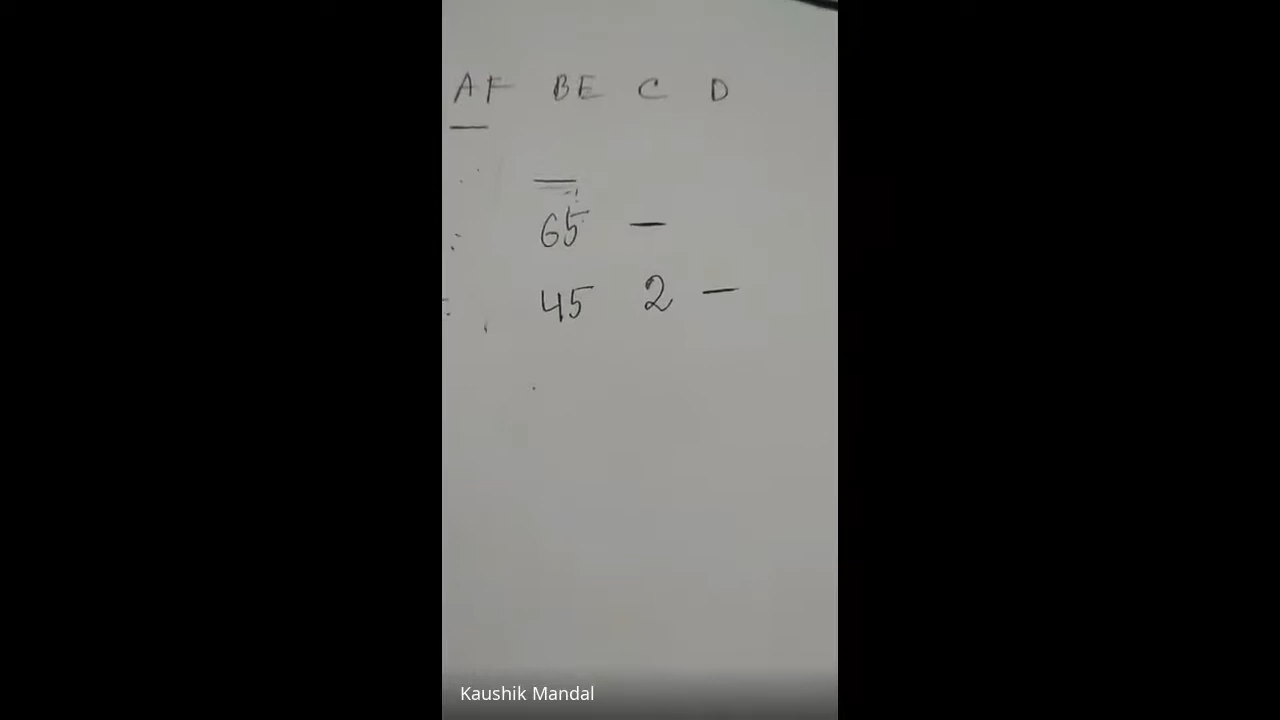 AF BE C D
—
—
65 —
45 2 —
Kaushik Mandal